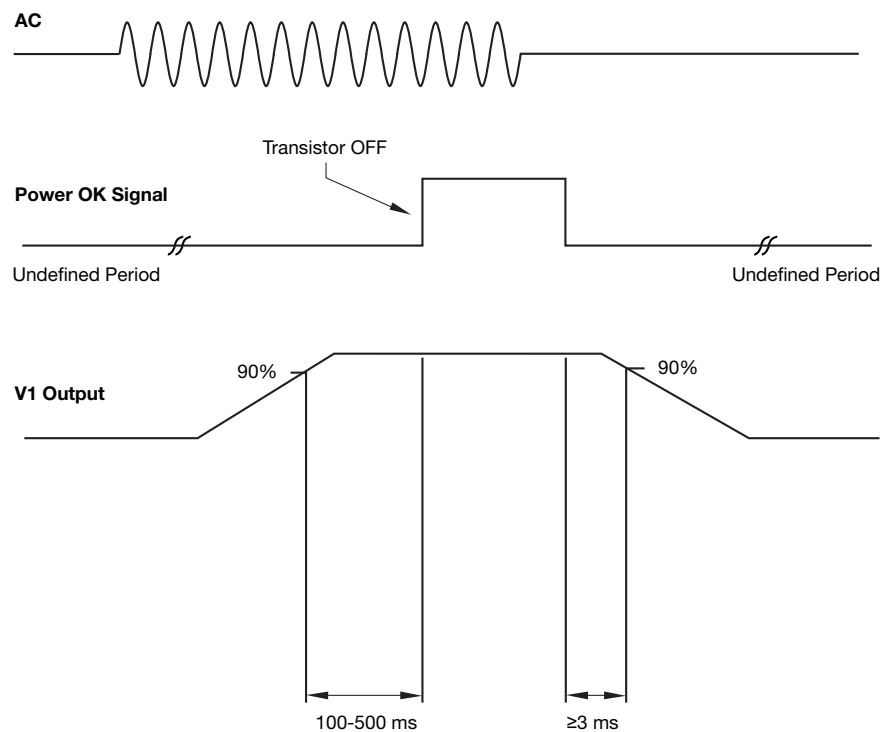 AC
Transistor OFF
Power OK Signal
Undefined Period
Undefined Period
90%
90%
V1 Output
100-500 ms
≥3 ms